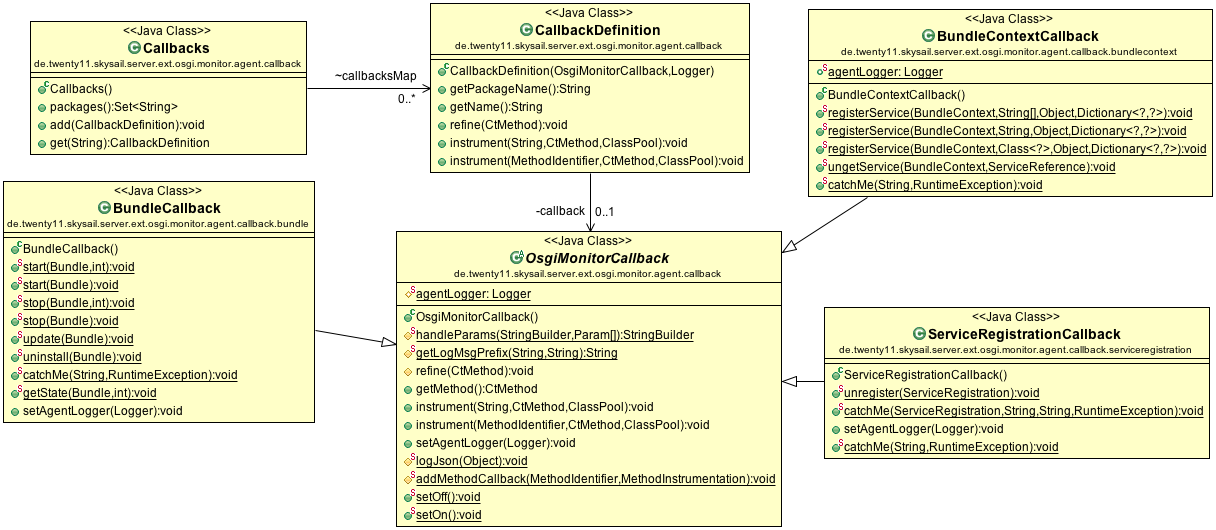 <<Java Class>>
Callbacks
de.twenty11.skysail.server.ext.osgi.monitor.agent.callback
Callbacks()
packages():Set<String>
add(CallbackDefinition):void
get(String):CallbackDefinition
~callbacksMap
0..*
<<Java Class>>
CallbackDefinition
de.twenty11.skysail.server.ext.osgi.monitor.agent.callback
CallbackDefinition(OsgiMonitorCallback,Logger)
getPackageName():String
getName():String
refine(CtMethod):void
instrument(String,CtMethod,ClassPool):void
instrument(MethodIdentifier,CtMethod,ClassPool):void
<<Java Class>>
BundleContextCallback
de.twenty11.skysail.server.ext.osgi.monitor.agent.callback.bundlecontext
agentLogger: Logger
BundleContextCallback()
registerService(BundleContext,String[],Object,Dictionary<?,?>):void
registerService(BundleContext,String,Object,Dictionary<?,?>):void
registerService(BundleContext,Class<?>,Object,Dictionary<?,?>):void
ungetService(BundleContext,ServiceReference):void
catchMe(String,RuntimeException):void
<<Java Class>>
BundleCallback
de.twenty11.skysail.server.ext.osgi.monitor.agent.callback.bundle
BundleCallback()
start(Bundle,int):void
start(Bundle):void
stop(Bundle,int):void
stop(Bundle):void
update(Bundle):void
uninstall(Bundle):void
catchMe(String,RuntimeException):void
getState(Bundle,int):void
setAgentLogger(Logger):void
-callback
0..1
<<Java Class>>
OsgiMonitorCallback
de.twenty11.skysail.server.ext.osgi.monitor.agent.callback
agentLogger: Logger
OsgiMonitorCallback()
handleParams(StringBuilder,Param[]):StringBuilder
getLogMsgPrefix(String,String):String
refine(CtMethod):void
getMethod():CtMethod
instrument(String,CtMethod,ClassPool):void
instrument(MethodIdentifier,CtMethod,ClassPool):void
setAgentLogger(Logger):void
logJson(Object):void
addMethodCallback(MethodIdentifier,MethodInstrumentation):void
setOff():void
setOn():void
<<Java Class>>
ServiceRegistrationCallback
de.twenty11.skysail.server.ext.osgi.monitor.agent.callback.serviceregistration
ServiceRegistrationCallback()
unregister(ServiceRegistration):void
catchMe(ServiceRegistration,String,String,RuntimeException):void
setAgentLogger(Logger):void
catchMe(String,RuntimeException):void